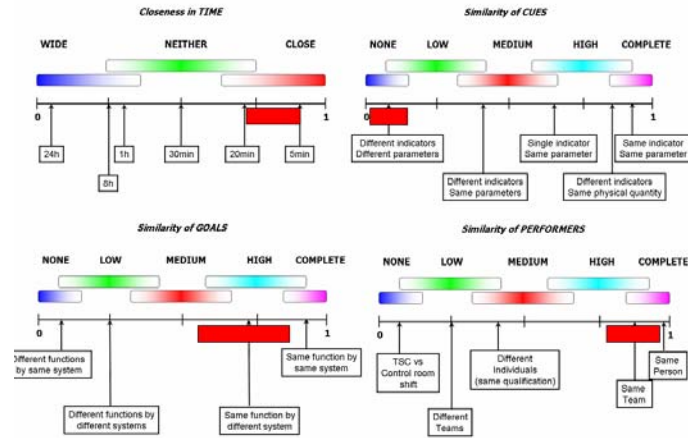 Closeness in TIME
WIDE NEITHER CLOSE
0 1
24h 1h 30min 20min 5min
8h
Similarity of CUES
NONE LOW MEDIUM HIGH COMPLETE
0 1
Different indicators
Different parameters
Single indicator
Same parameter
Same indicator
Same parameter
Different indicators
Same parameters
Different indicators
Same physical quantity
Similarity of GOALS
NONE LOW MEDIUM HIGH COMPLETE
0 1
Different functions
by same system
Same function by
same system
Different functions by
different systems
Same function by
different system
Similarity of PERFORMERS
NONE LOW MEDIUM HIGH COMPLETE
0 1
TSC vs
Control room
shift
Different
Individuals
(same qualification)
Same
Person
Same
Team
Different
Teams